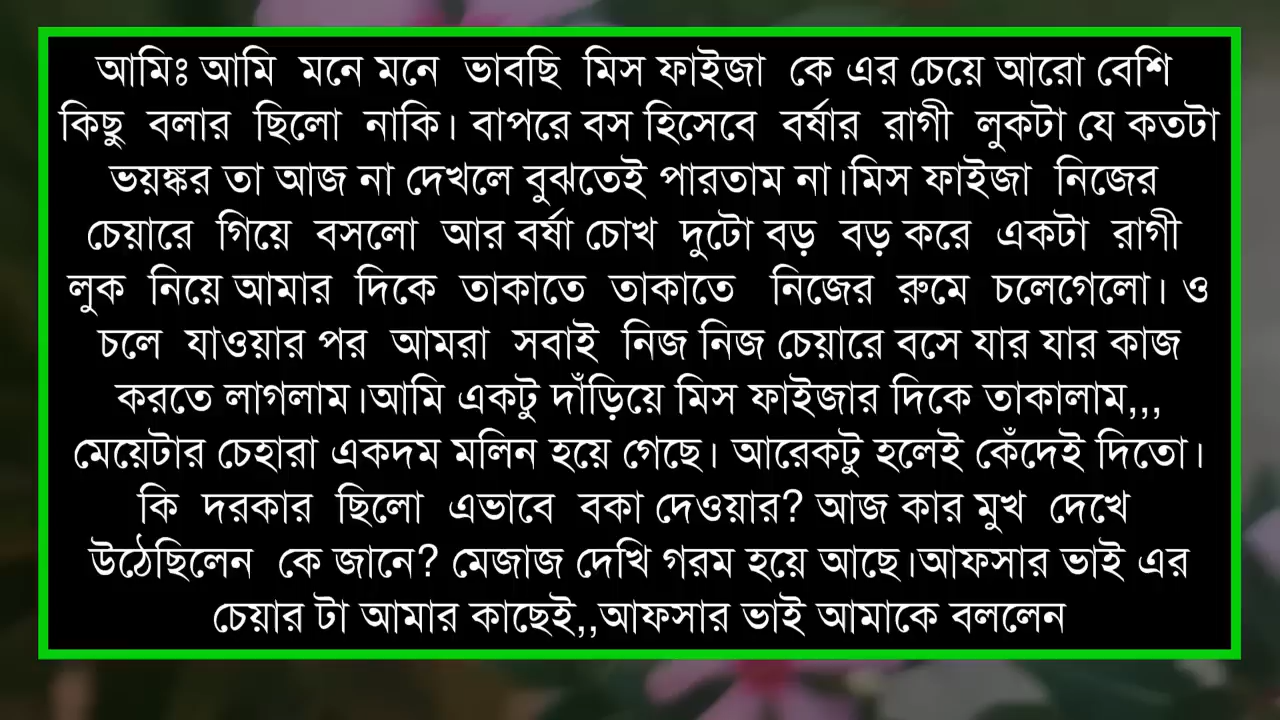 আমিঃ আমি মনে মনে ভাবছি মিস ফাইজা কে এর চেয়ে আরো বেশি
কিছু বলার ছিলো নাকি। বাপরে বস হিসেবে বর্ষার রাগী লুকটা যে কতটা
ভয়ঙ্কর তা আজ না দেখলে বুঝতেই পারতাম না।মিস ফাইজা নিজের
চেয়ারে গিয়ে বসলো আর বর্ষা চোখ দুটো বড় বড় করে একটা রাগী
লুক নিয়ে আমার দিকে তাকাতে তাকাতে নিজের রুমে চলেগেলো। ও
চলে যাওয়ার পর আমরা সবাই নিজ নিজ চেয়ারে বসে যার যার কাজ
করতে লাগলাম।আমি একটু দাঁড়িয়ে মিস ফাইজার দিকে তাকালাম,,,
মেয়েটার চেহারা একদম মলিন হয়ে গেছে। আরেকটু হলেই কেঁদেই দিতো।
কি দরকার ছিলো এভাবে বকা দেওয়ার? আজ কার মুখ দেখে
উঠেছিলেন কে জানে? মেজাজ দেখি গরম হয়ে আছে।আফসার ভাই এর
চেয়ার টা আমার কাছেই,,আফসার ভাই আমাকে বললেন